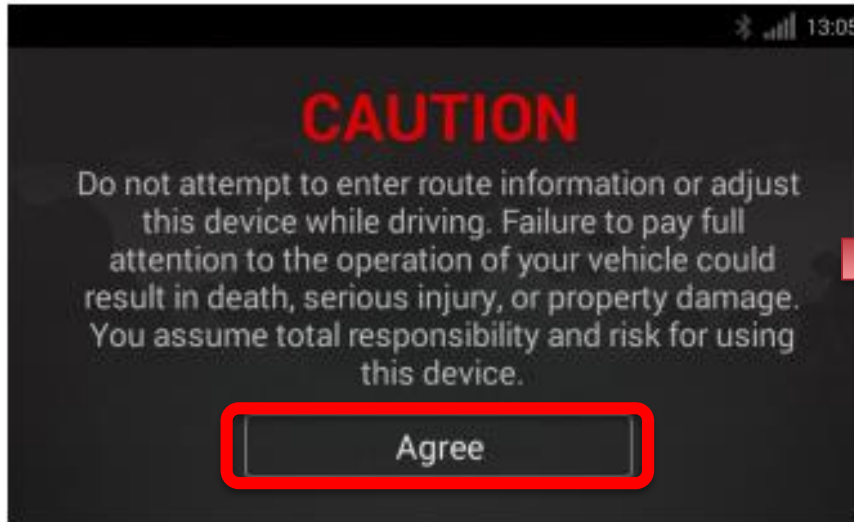 13:05
CAUTION
Do not attempt to enter route information or adjust
this device while driving. Failure to pay full
attention to the operation of your vehicle could
result in death, serious injury, or property damage.
You assume total responsibility and risk for using
this device.
Agree